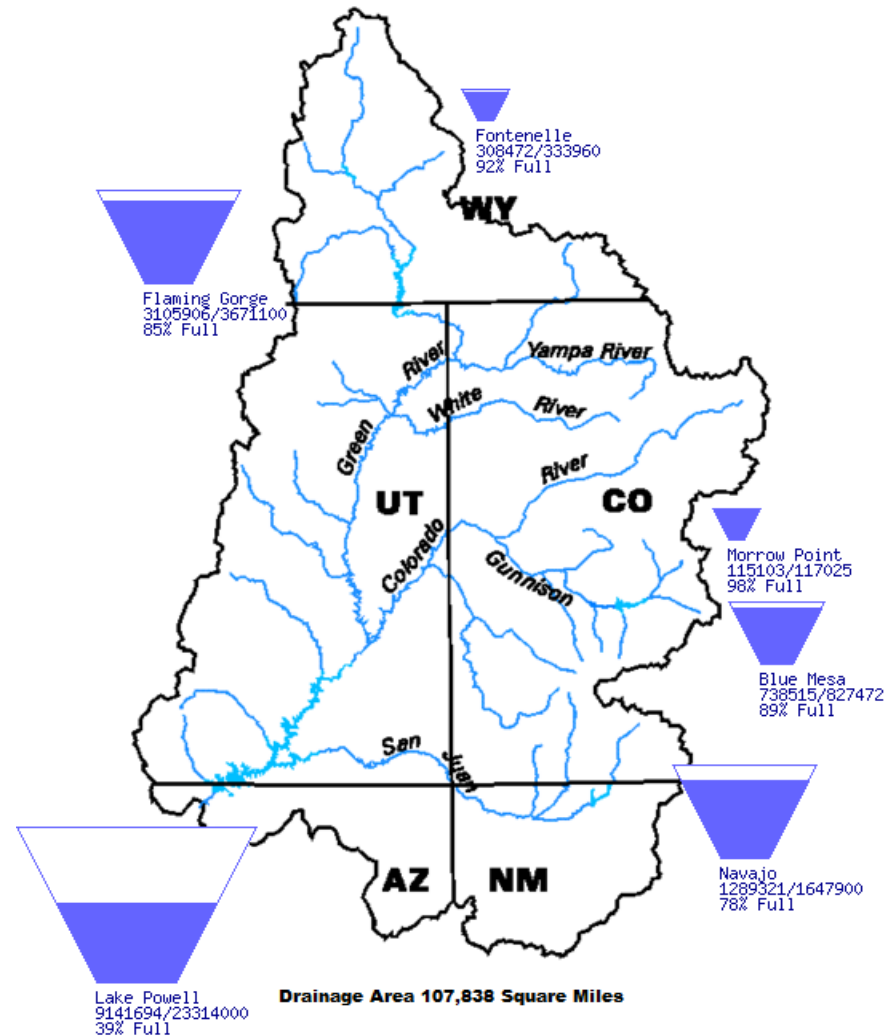 Fontenelle
308472/333960
92% Full
WY
Flaming Gorge
3105906/3671100
85% Full
River
Yampa River
White
River
Green
River
UT
CO
Colorado
Gunnison
Morrow Point
115103/117025
98% Full
Blue Mesa
738515/827472
89% Full
San
Juan
AZ
NM
Navajo
1289321/1647900
78% Full
Lake Powell
9141694/23314000
39% Full
Drainage Area 107,838 Square Miles